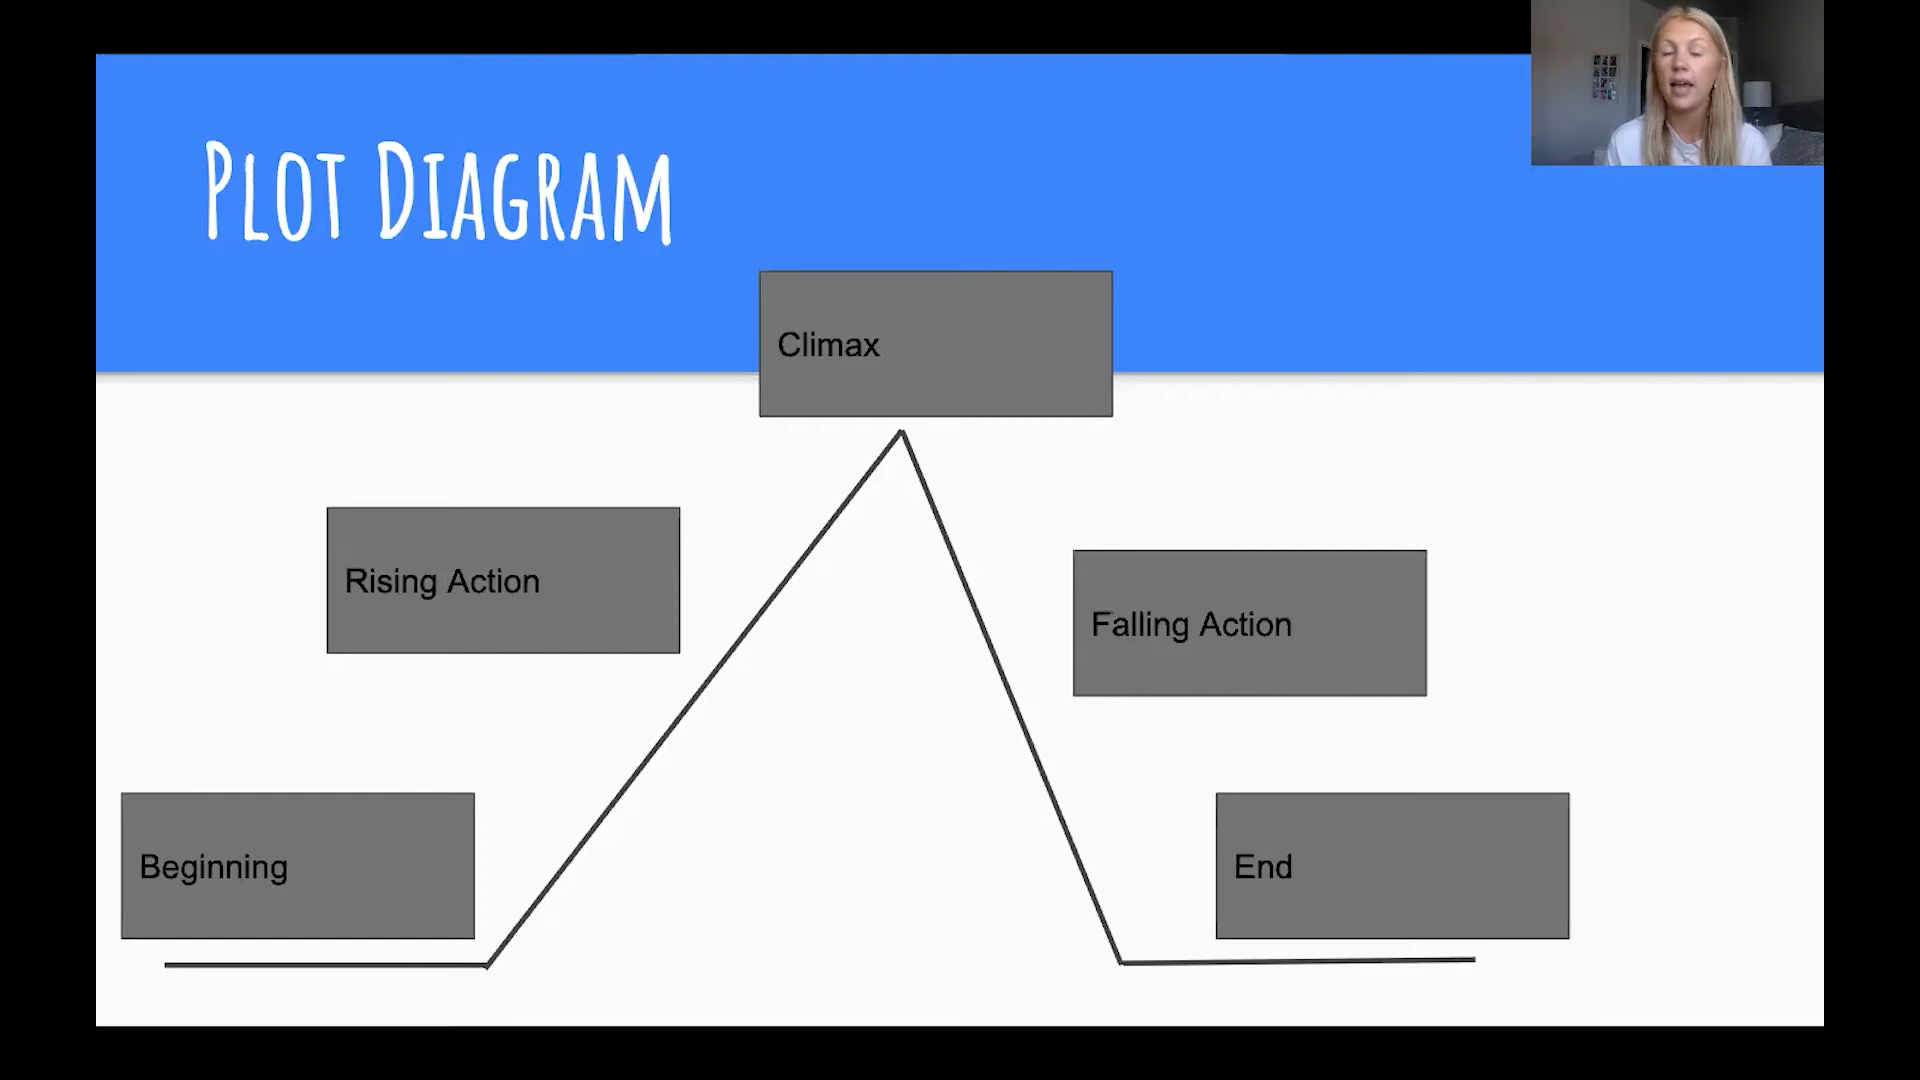 PLOT DIAGRAM
Climax
Rising Action
Falling Action
Beginning
End